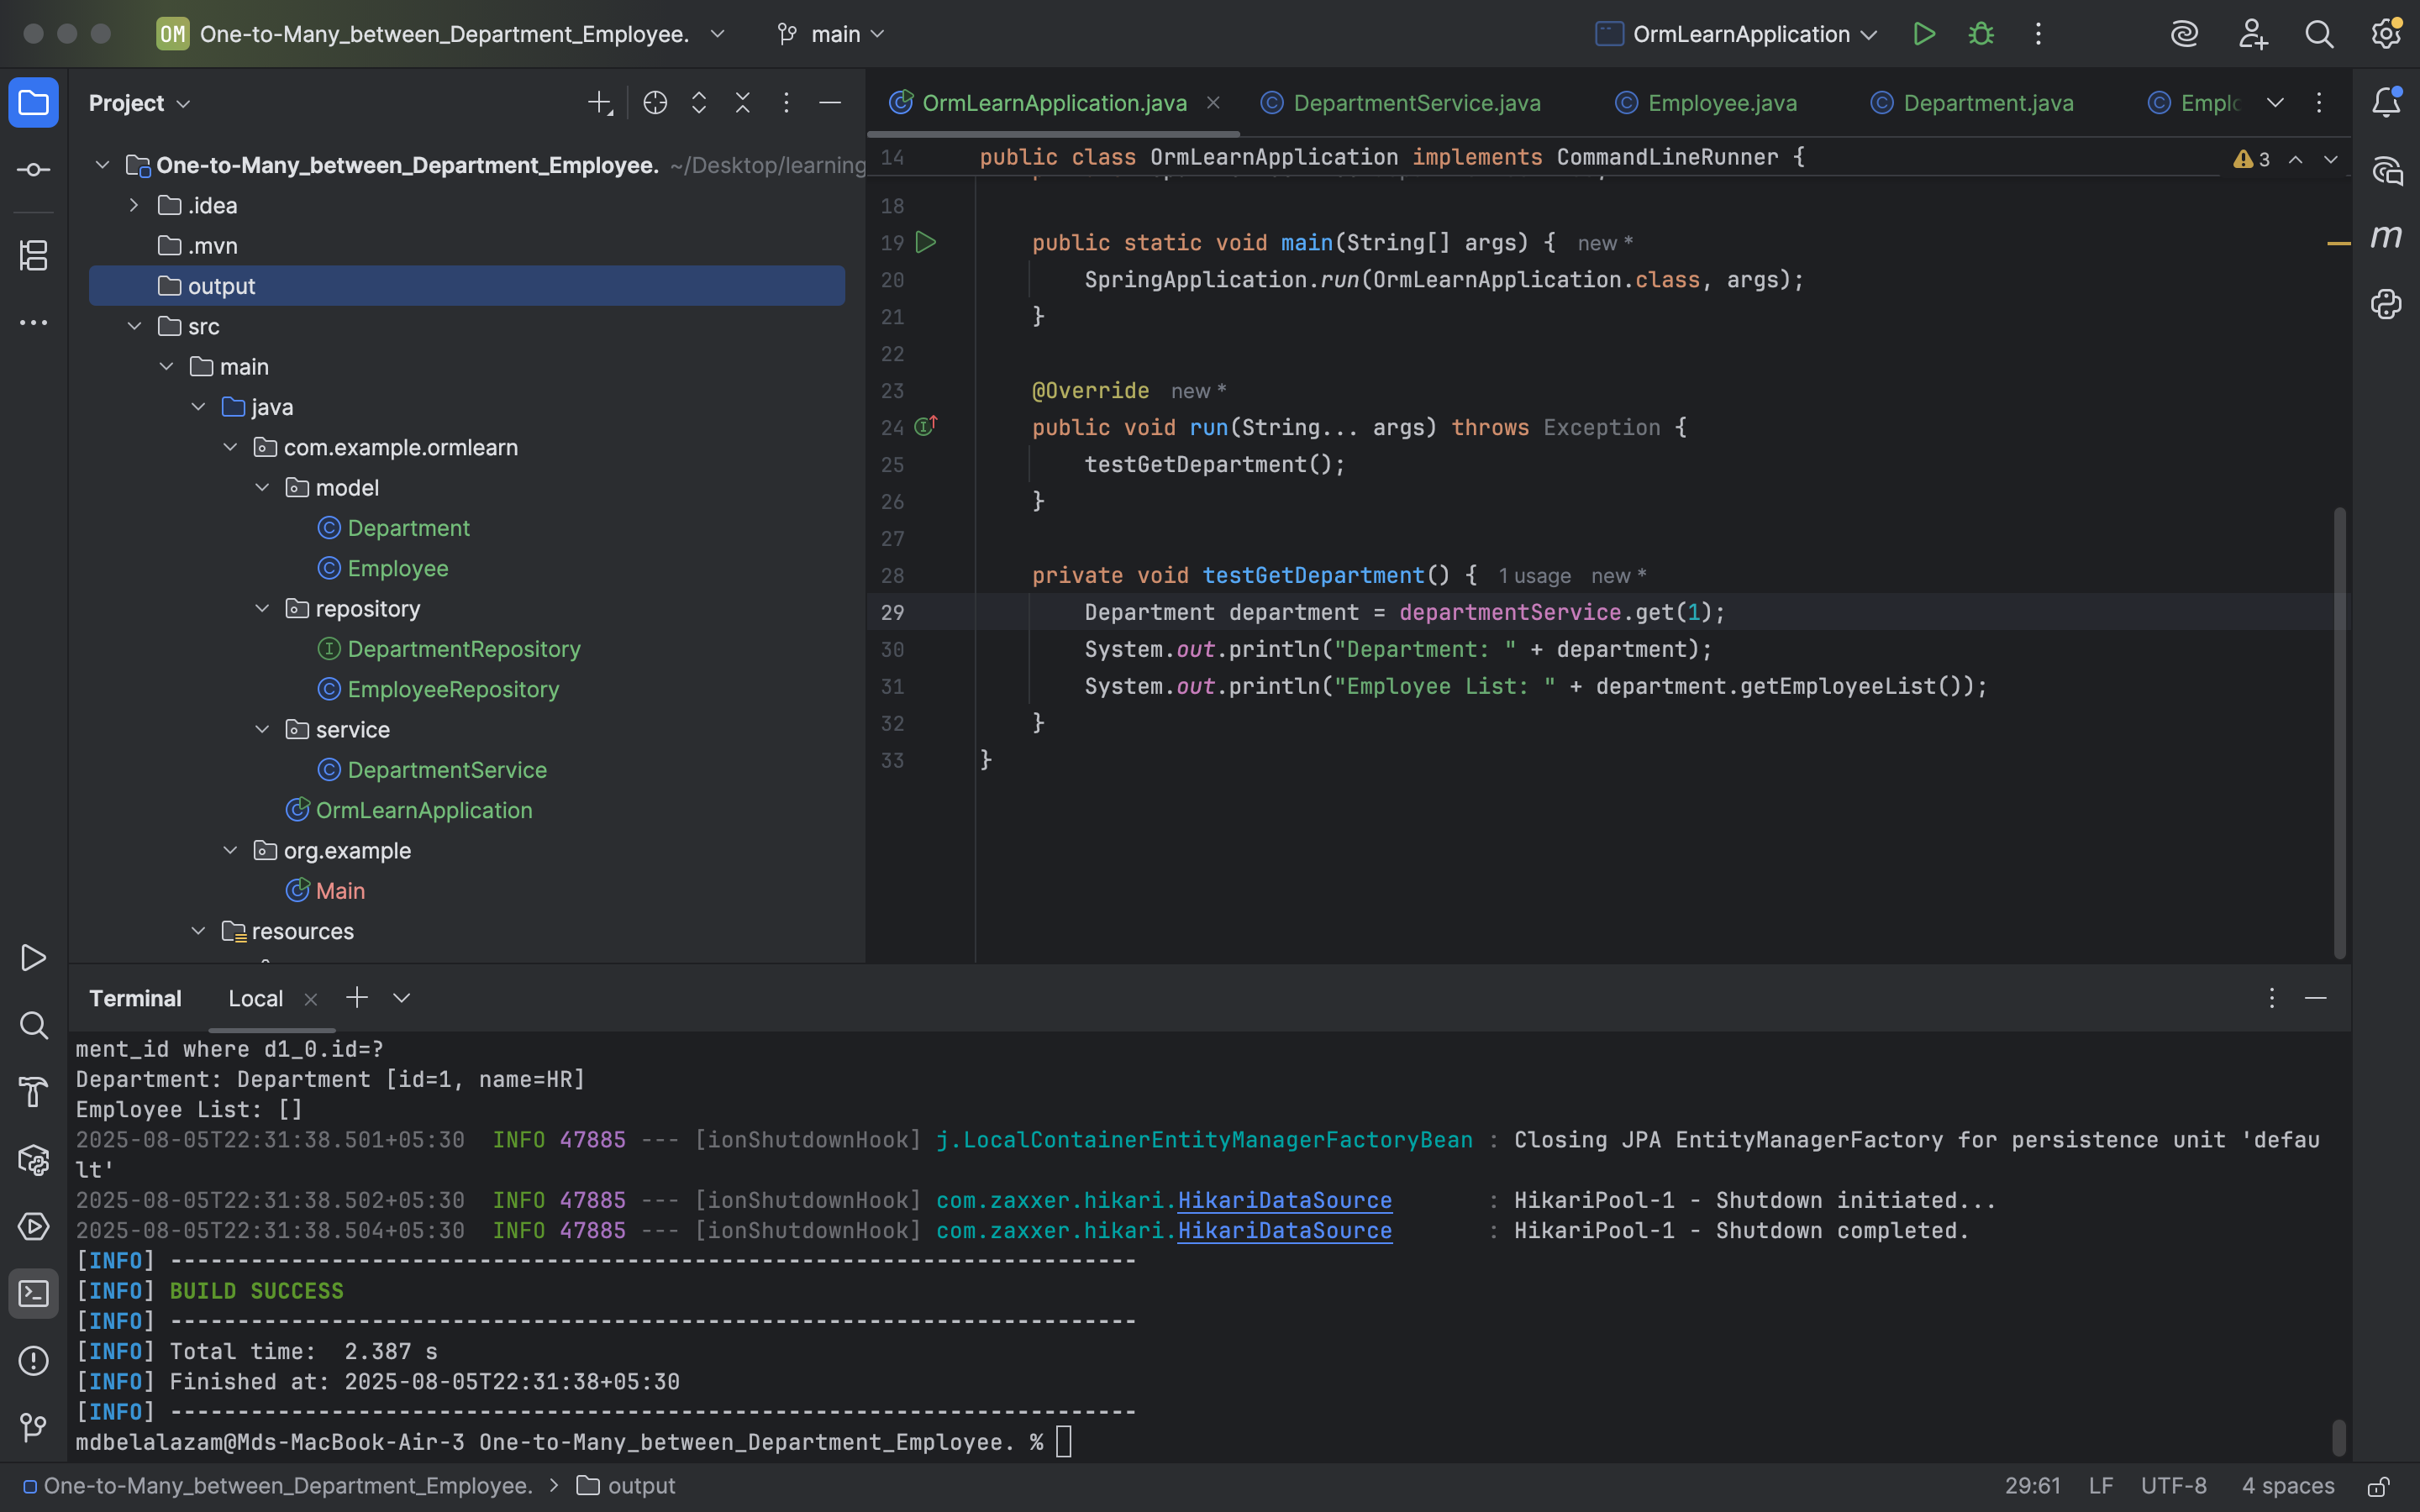 OM One-to-Many_between_Department_Employee. main OrmLearnApplication
Project
One-to-Many_between_Department_Employee. ~/Desktop/learning
.idea
.mvn
output
src
main
java
com.example.ormlearn
model
Department
Employee
repository
DepartmentRepository
EmployeeRepository
service
DepartmentService
OrmLearnApplication
org.example
Main
resources
OrmLearnApplication.java DepartmentService.java Employee.java Department.java Emplo
14 public class OrmLearnApplication implements CommandLineRunner { 3
18
19 public static void main(String[] args) { new *
20 SpringApplication.run(OrmLearnApplication.class, args);
21 }
22
23 @Override new *
24 public void run(String... args) throws Exception {
25 testGetDepartment();
26 }
27
28 private void testGetDepartment() { 1 usage new *
29 Department department = departmentService.get(1);
30 System.out.println("Department: " + department);
31 System.out.println("Employee List: " + department.getEmployeeList());
32 }
33 }
Terminal Local
ment_id where d1_0.id=?
Department: Department [id=1, name=HR]
Employee List: []
2025-08-05T22:31:38.501+05:30 INFO 47885 --- [ionShutdownHook] j.LocalContainerEntityManagerFactoryBean : Closing JPA EntityManagerFactory for persistence unit 'defau
lt'
2025-08-05T22:31:38.502+05:30 INFO 47885 --- [ionShutdownHook] com.zaxxer.hikari.HikariDataSource : HikariPool-1 - Shutdown initiated...
2025-08-05T22:31:38.504+05:30 INFO 47885 --- [ionShutdownHook] com.zaxxer.hikari.HikariDataSource : HikariPool-1 - Shutdown completed.
[INFO] ------------------------------------------------------------------------
[INFO] BUILD SUCCESS
[INFO] ------------------------------------------------------------------------
[INFO] Total time:  2.387 s
[INFO] Finished at: 2025-08-05T22:31:38+05:30
[INFO] ------------------------------------------------------------------------
mdbelalazam@Mds-MacBook-Air-3 One-to-Many_between_Department_Employee. %
One-to-Many_between_Department_Employee. > output 29:61 LF UTF-8 4 spaces